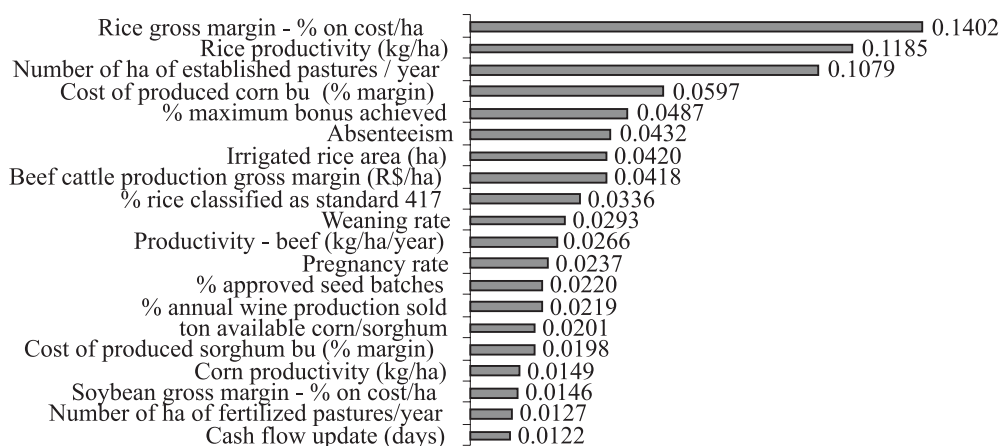 Rice gross margin - % on cost/ha 0.1402
Rice productivity (kg/ha) 0.1185
Number of ha of established pastures / year 0.1079
Cost of produced corn bu (% margin) 0.0597
% maximum bonus achieved 0.0487
Absenteeism 0.0432
Irrigated rice area (ha) 0.0420
Beef cattle production gross margin (R$/ha) 0.0418
% rice classified as standard 417 0.0336
Weaning rate 0.0293
Productivity - beef (kg/ha/year) 0.0266
Pregnancy rate 0.0237
% approved seed batches 0.0220
% annual wine production sold 0.0219
ton available corn/sorghum 0.0201
Cost of produced sorghum bu (% margin) 0.0198
Corn productivity (kg/ha) 0.0149
Soybean gross margin - % on cost/ha 0.0146
Number of ha of fertilized pastures/year 0.0127
Cash flow update (days) 0.0122